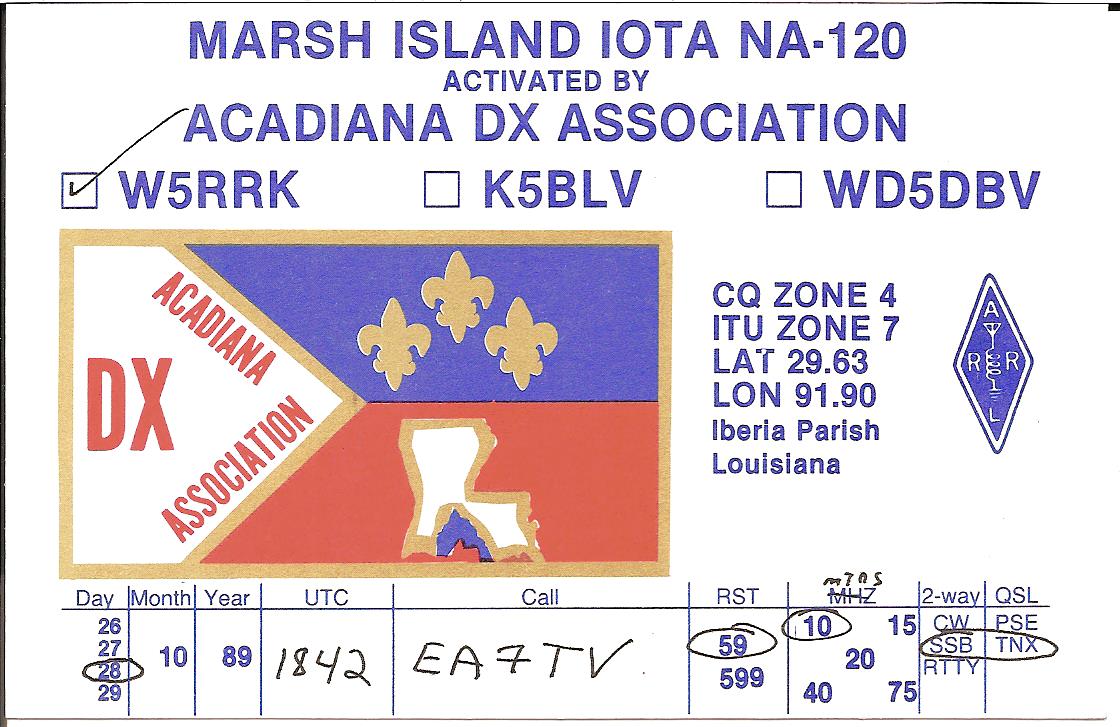 MARSH ISLAND IOTA NA-120
ACTIVATED BY
ACADIANA DX ASSOCIATION
W5RRK K5BLV WD5DBV
ACADIANA
DX
ASSOCIATION
CQ ZONE 4
ITU ZONE 7
LAT 29.63
LON 91.90
Iberia Parish
Louisiana
A
R R
L
mTRS
Day Month Year UTC Call RST MHZ 2-way QSL
26
27
28
29
10 89 1842 EA7TV
59
599
10 15
20
40 75
CW PSE
SSB TNX
RTTY